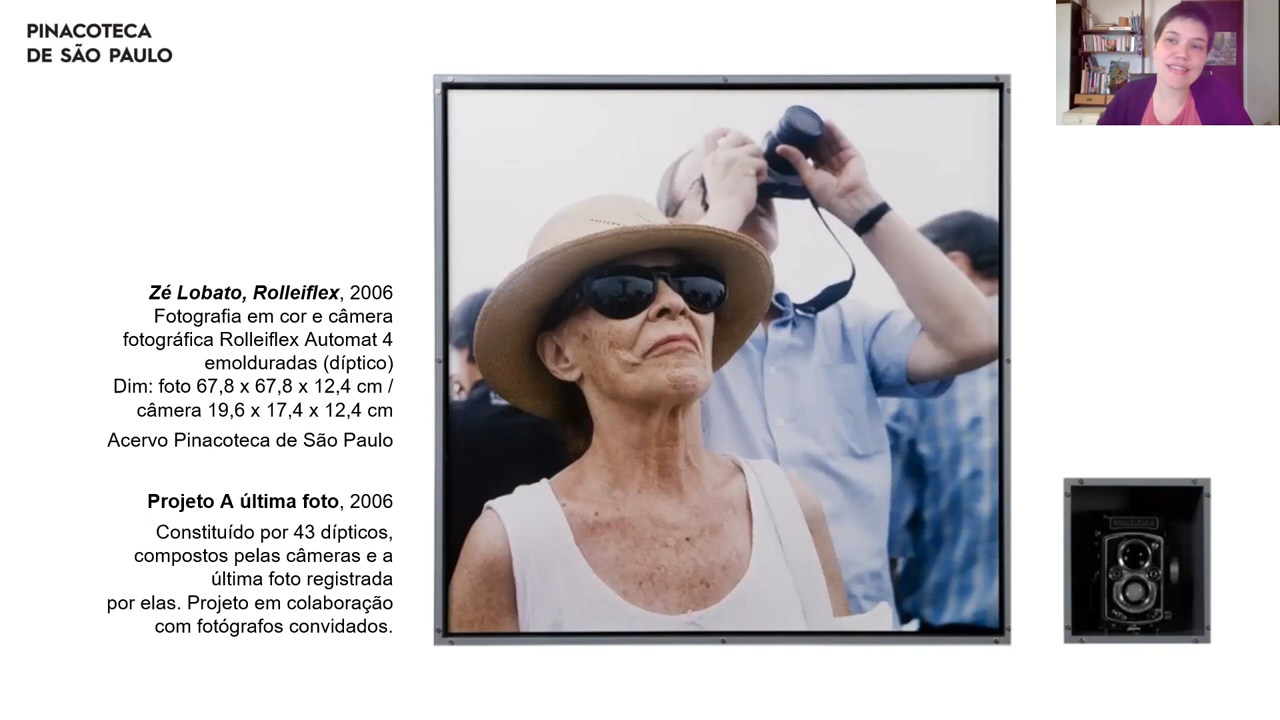 PINACOTECA
DE SÃO PAULO
Zé Lobato, Rolleiflex, 2006
Fotografia em cor e câmera
fotográfica Rolleiflex Automat 4
emolduradas (díptico)
Dim: foto 67,8 x 67,8 x 12,4 cm /
câmera 19,6 x 17,4 x 12,4 cm
Acervo Pinacoteca de São Paulo
Projeto A última foto, 2006
Constituído por 43 dípticos,
compostos pelas câmeras e a
última foto registrada
por elas. Projeto em colaboração
com fotógrafos convidados.